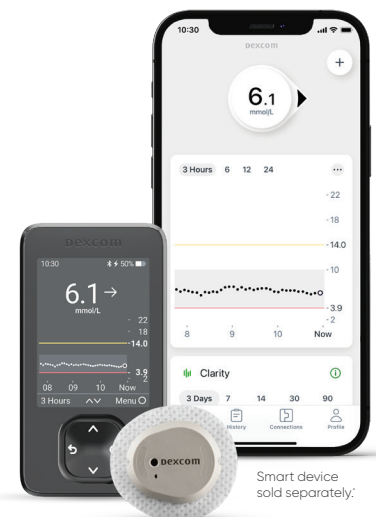 10:30
Dexcom
+
6.1
mmol/L
3 Hours 6 12 24 ...
22
18
14.0
10
3.9
2
8 9 10 Now
Clarity
3 Days 7 14 30 90
History Connections Profile
Dexcom
10:30 50%
6.1→
mmol/L
22
18
14.0
3.9
2
08 09 10 Now
3 Hours Menu
Dexcom
Smart device
sold separately.*